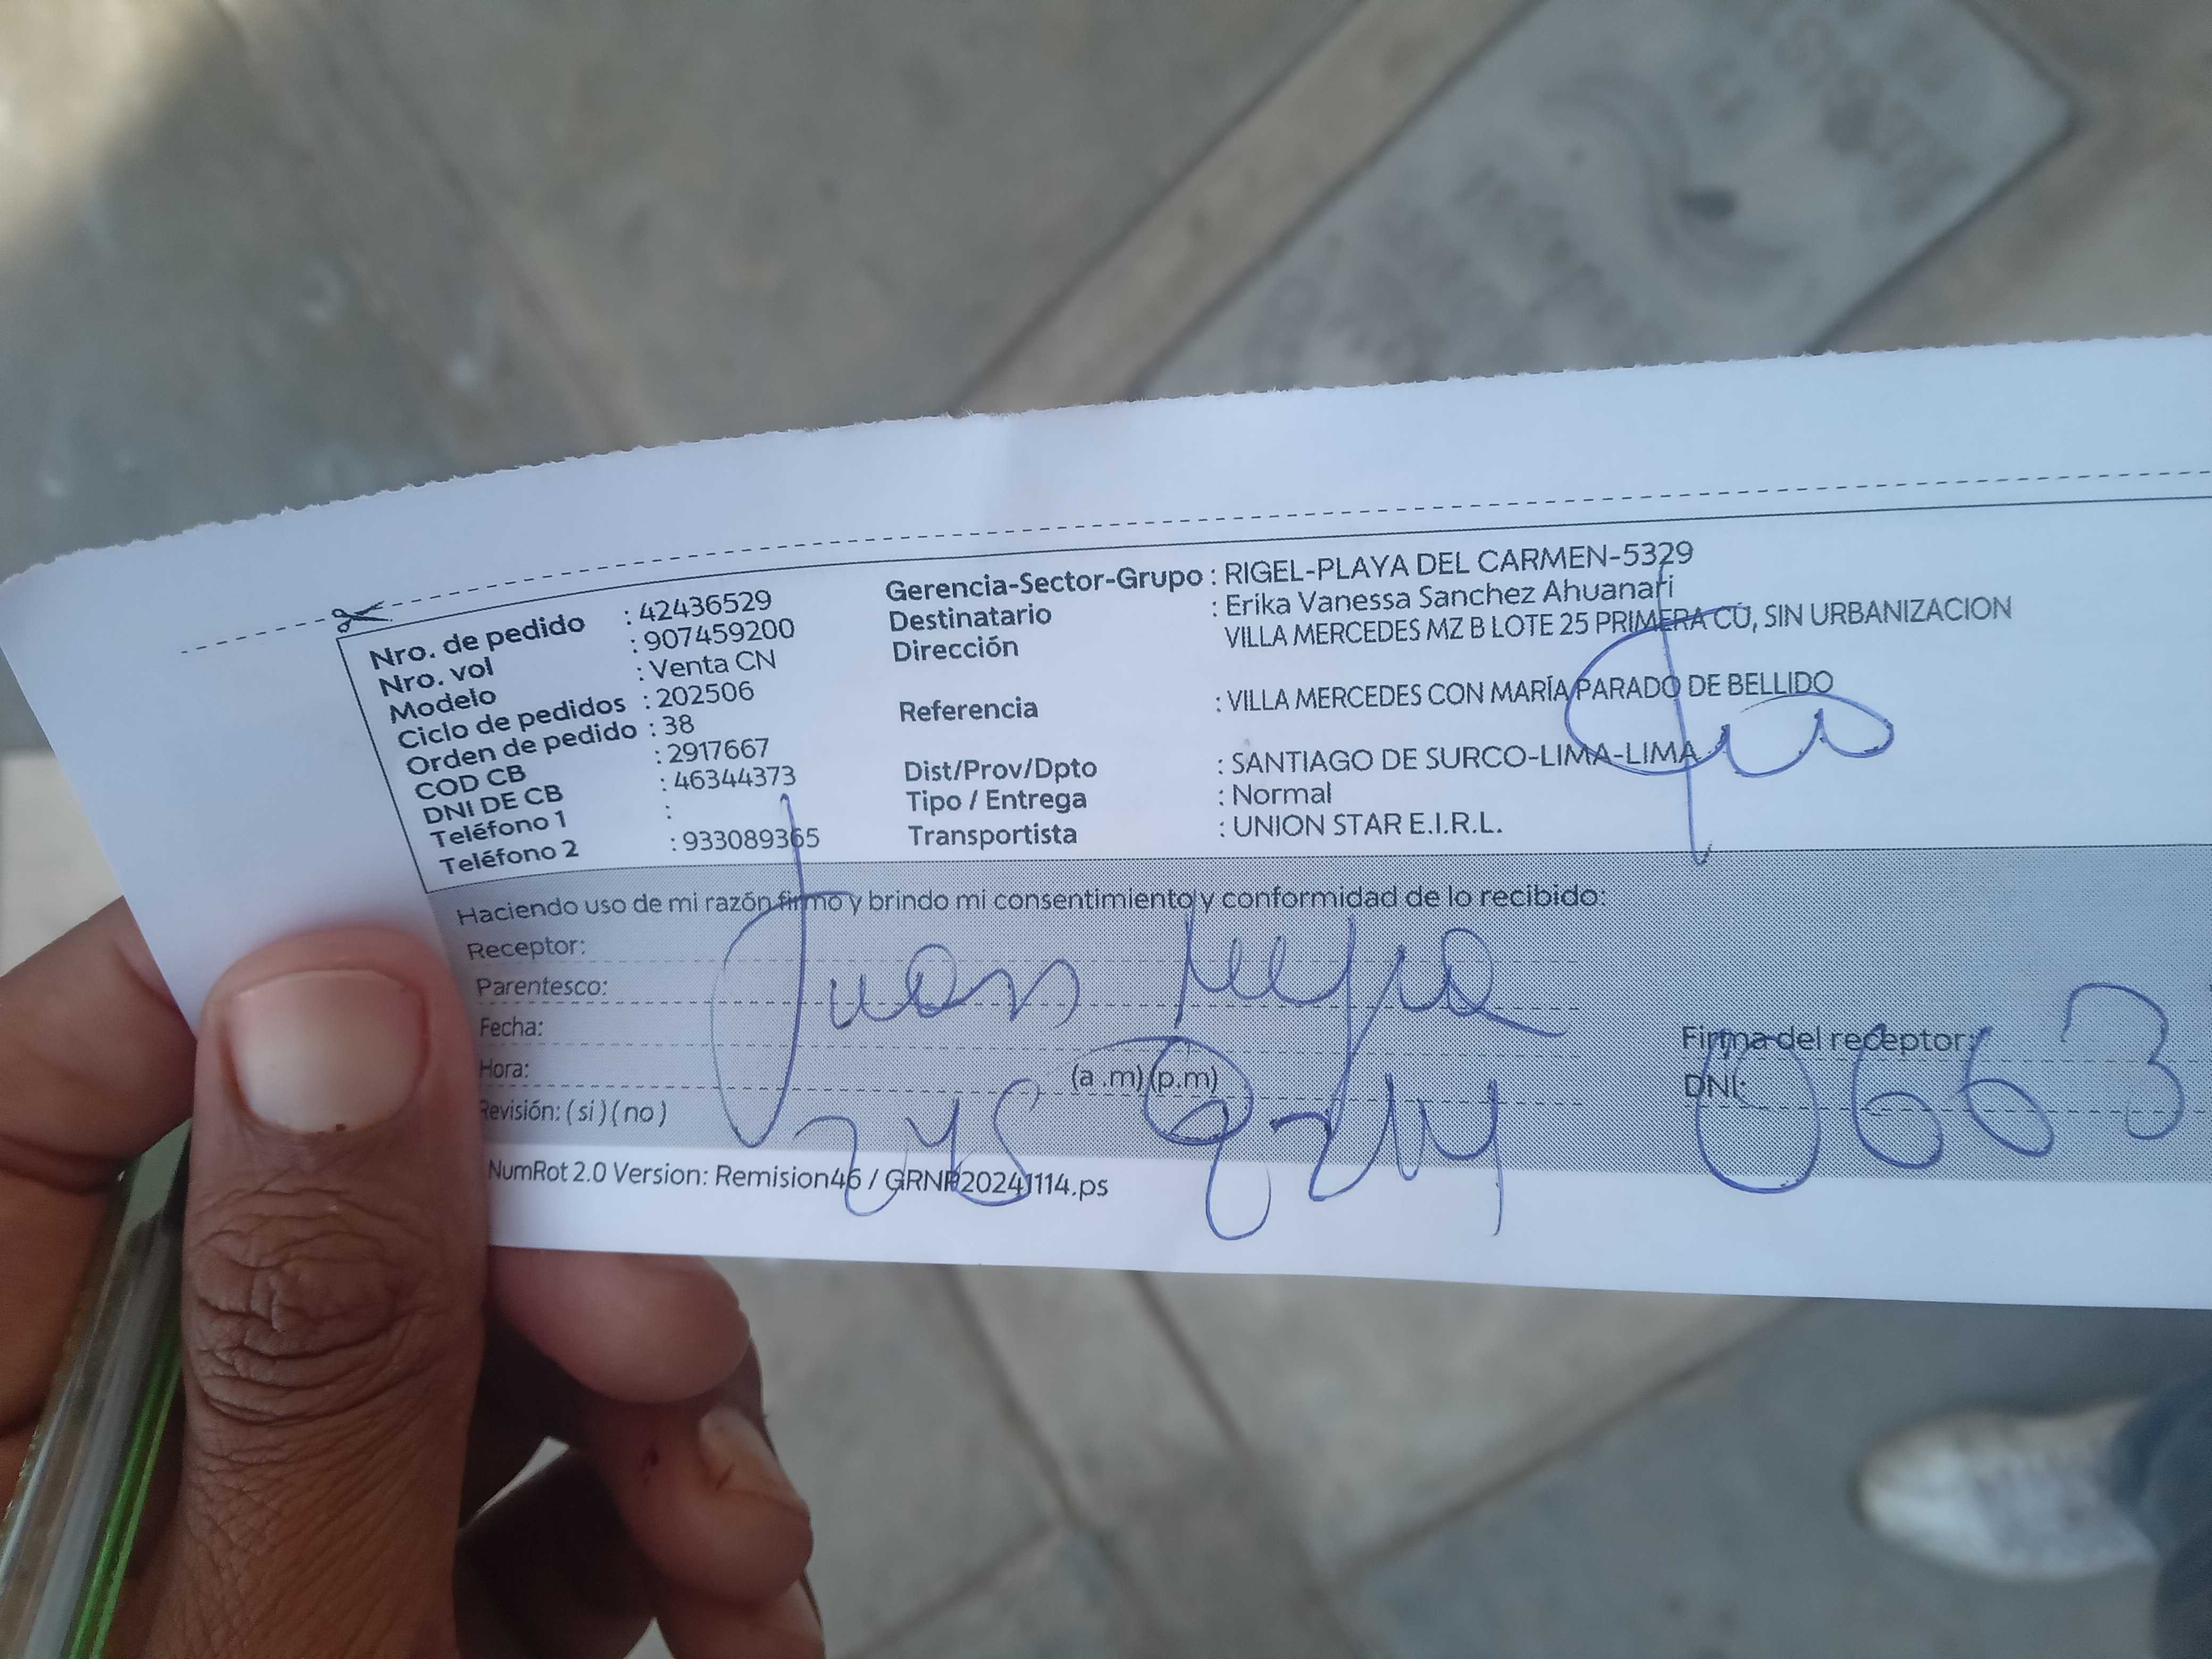 Nro. de pedido : 42436529
Nro. vol : 907459200
Modelo : Venta CN
Ciclo de pedidos : 202506
Orden de pedido : 38
COD CB : 2917667
DNI DE CB : 46344373
Teléfono 1 :
Teléfono 2 : 933089365
Gerencia-Sector-Grupo : RIGEL-PLAYA DEL CARMEN-5329
Destinatario : Erika Vanessa Sanchez Ahuanari
Dirección VILLA MERCEDES MZ B LOTE 25 PRIMERA CU, SIN URBANIZACION
Referencia : VILLA MERCEDES CON MARÍA PARADO DE BELLIDO
Dist/Prov/Dpto : SANTIAGO DE SURCO-LIMA-LIMA
Tipo / Entrega : Normal
Transportista : UNION STAR E.I.R.L.
Haciendo uso de mi razón firmo y brindo mi consentimiento y conformidad de lo recibido:
Receptor:
Parentesco:
Juan
Fecha:
Hora: (a .m) (p.m)
Revisión: ( si ) ( no )
Firma del receptor:
DNI:
0663
NumRot 2.0 Version: Remision46 / GRNP20241114.ps